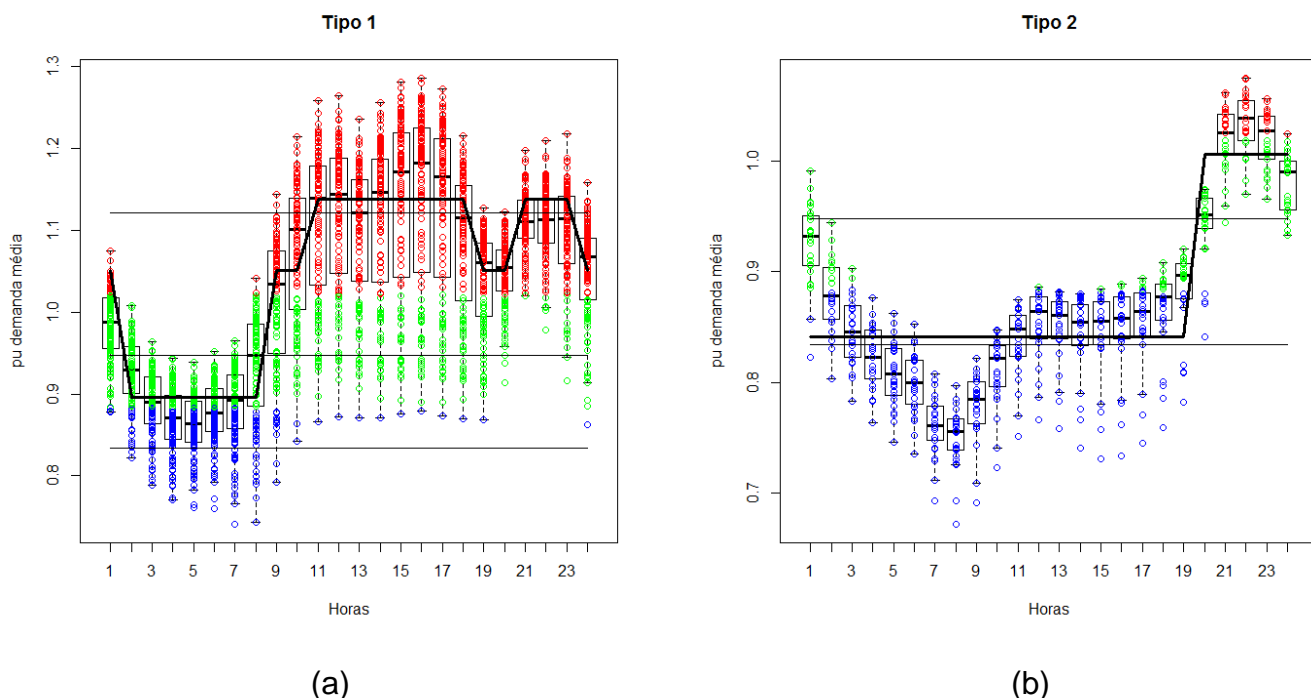 Tipo 1
pu demanda média
0.8 0.9 1.0 1.1 1.2 1.3
1 3 5 7 9 11 13 15 17 19 21 23
Horas
(a)
Tipo 2
pu demanda média
0.7 0.8 0.9 1.0
1 3 5 7 9 11 13 15 17 19 21 23
Horas
(b)